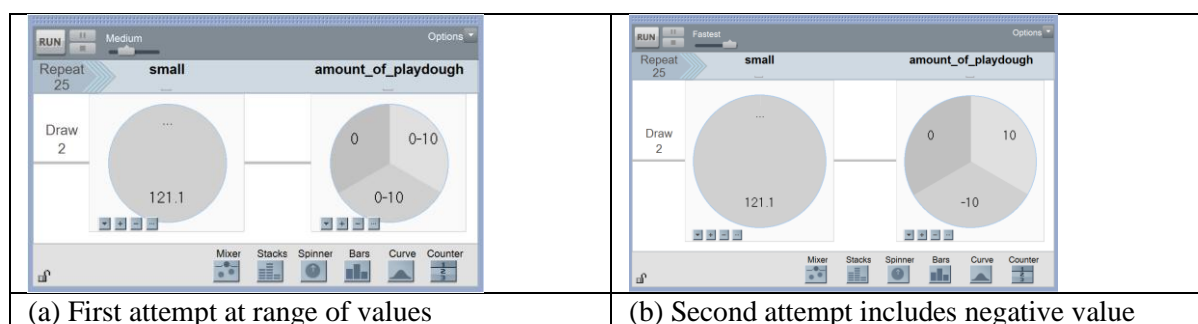 RUN
Medium
Options
Repeat
25
small
amount_of_playdough
Draw
2
...
121.1
0
0-10
0-10
Mixer
Stacks
Spinner
Bars
Curve
Counter
(a) First attempt at range of values
RUN
Fastest
Options
Repeat
25
small
amount_of_playdough
Draw
2
...
121.1
0
10
-10
Mixer
Stacks
Spinner
Bars
Curve
Counter
(b) Second attempt includes negative value